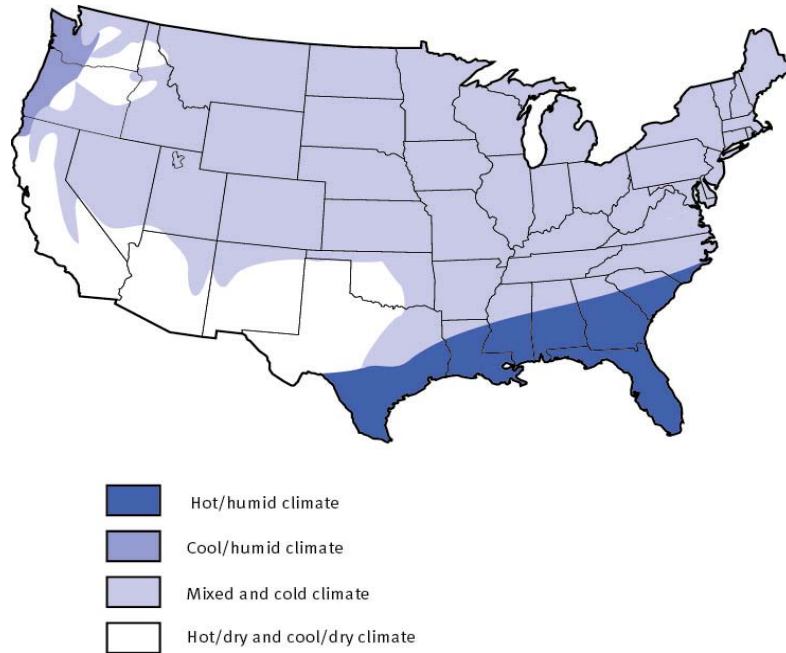 Hot/humid climate
Cool/humid climate
Mixed and cold climate
Hot/dry and cool/dry climate